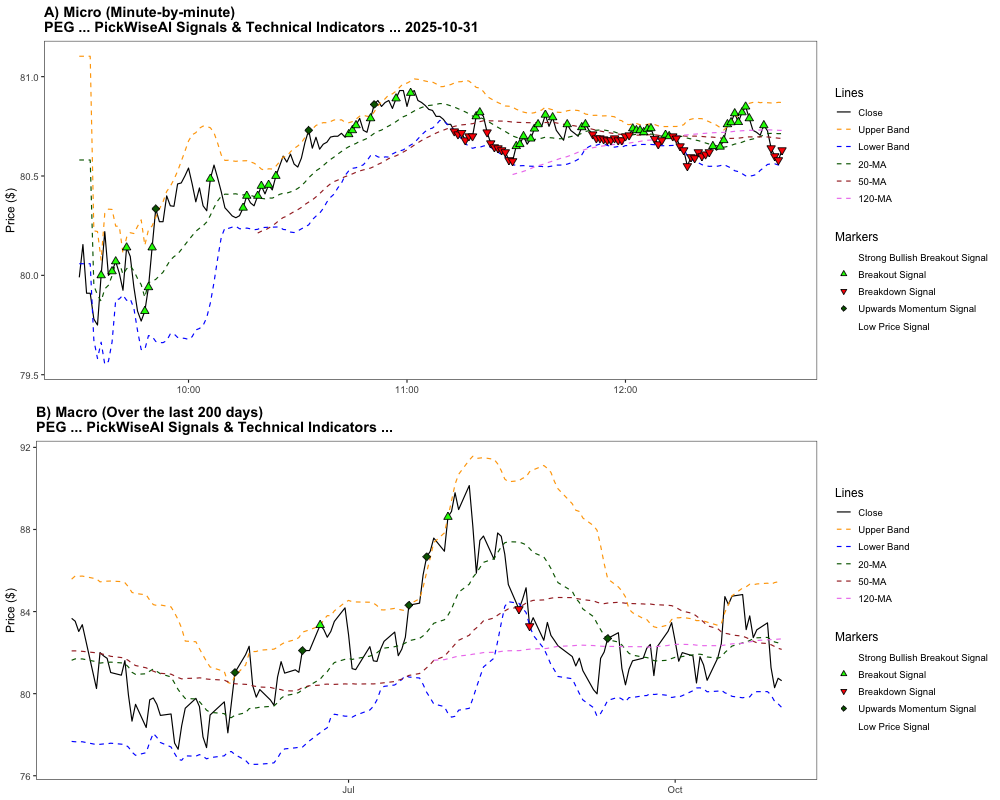 A) Micro (Minute-by-minute)
PEG ... PickWiseAI Signals & Technical Indicators ... 2025-10-31
Price ($)
81.0
80.5
80.0
79.5
10:00
11:00
12:00
Lines
Close
Upper Band
Lower Band
20-MA
50-MA
120-MA
Markers
Strong Bullish Breakout Signal
Breakout Signal
Breakdown Signal
Upwards Momentum Signal
Low Price Signal
B) Macro (Over the last 200 days)
PEG ... PickWiseAI Signals & Technical Indicators ...
Price ($)
92
88
84
80
76
Jul
Oct
Lines
Close
Upper Band
Lower Band
20-MA
50-MA
120-MA
Markers
Strong Bullish Breakout Signal
Breakout Signal
Breakdown Signal
Upwards Momentum Signal
Low Price Signal